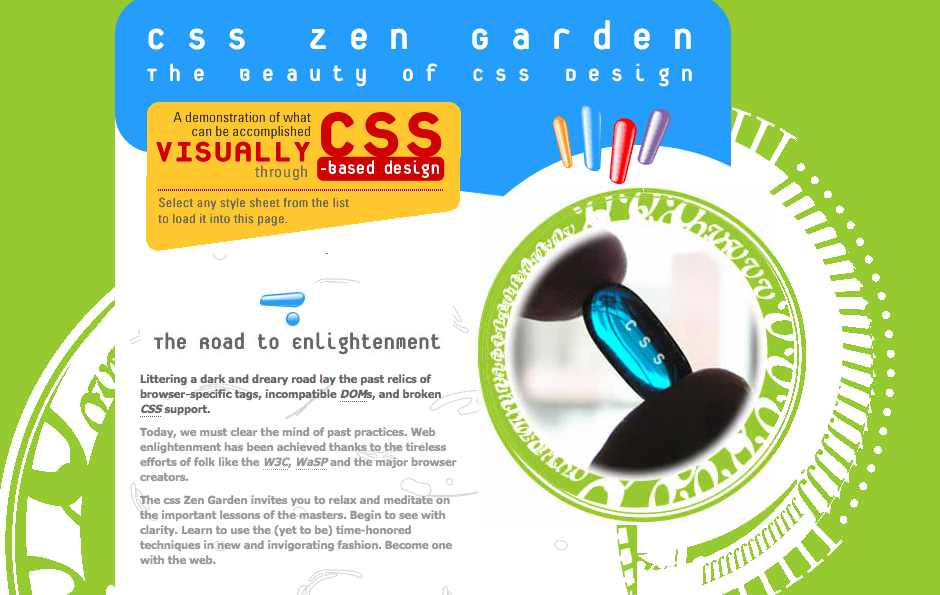 css zen Garden
The Beauty of css Design
A demonstration of what
can be accomplished
VISUALLY
through
CSS
-based design
Select any style sheet from the list
to load it into this page.
The Road to Enlightenment
Littering a dark and dreary road lay the past relics of
browser-specific tags, incompatible DOMs, and broken
CSS support.
Today, we must clear the mind of past practices. Web
enlightenment has been achieved thanks to the tireless
efforts of folk like the W3C, WaSP and the major browser
creators.
The css Zen Garden invites you to relax and meditate on
the important lessons of the masters. Begin to see with
clarity. Learn to use the (yet to be) time-honored
techniques in new and invigorating fashion. Become one
with the web.
CSS